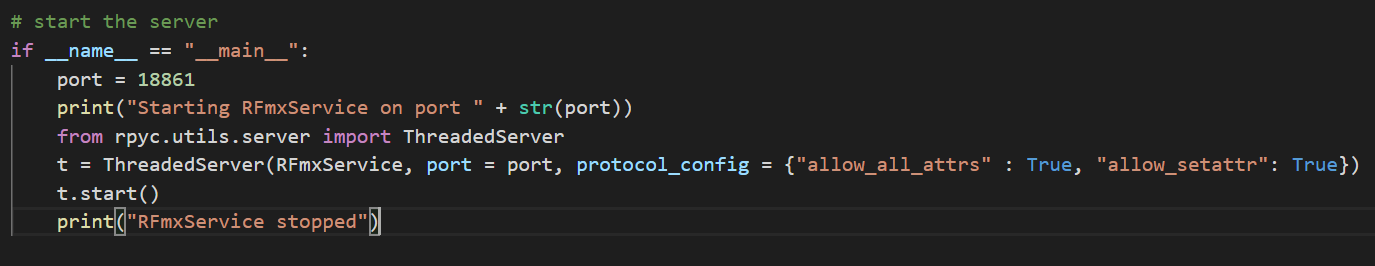 # start the server
if __name__ == "__main__":
    port = 18861
    print("Starting RFmxService on port " + str(port))
    from rpyc.utils.server import ThreadedServer
    t = ThreadedServer(RFmxService, port = port, protocol_config = {"allow_all_attrs" : True, "allow_setattr": True})
    t.start()
    print("RFmxService stopped")